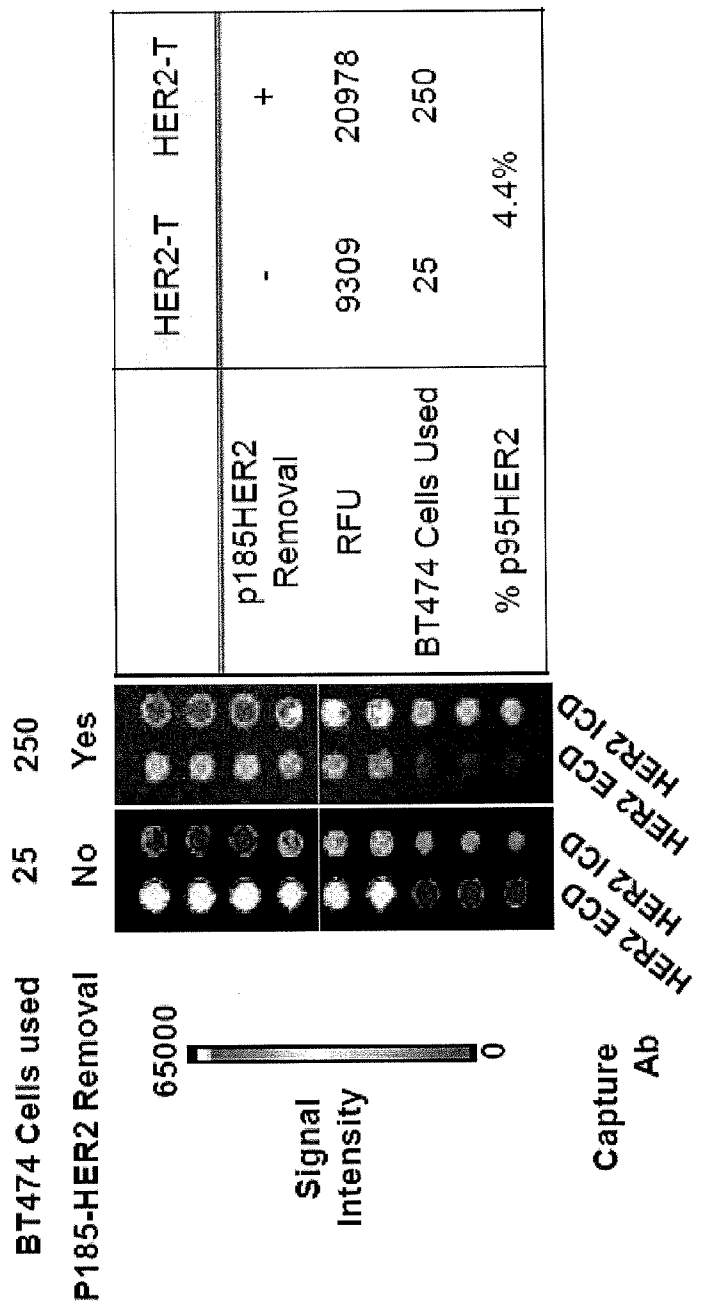 BT474 Cells used 25 250
P185-HER2 Removal No Yes
65000
Signal
Intensity
0
Capture
Ab
HER2 ECD
HER2 ICD
HER2 ECD
HER2 ICD
HER2-T HER2-T
p185HER2
Removal - +
RFU 9309 20978
BT474 Cells Used 25 250
% p95HER2 4.4%